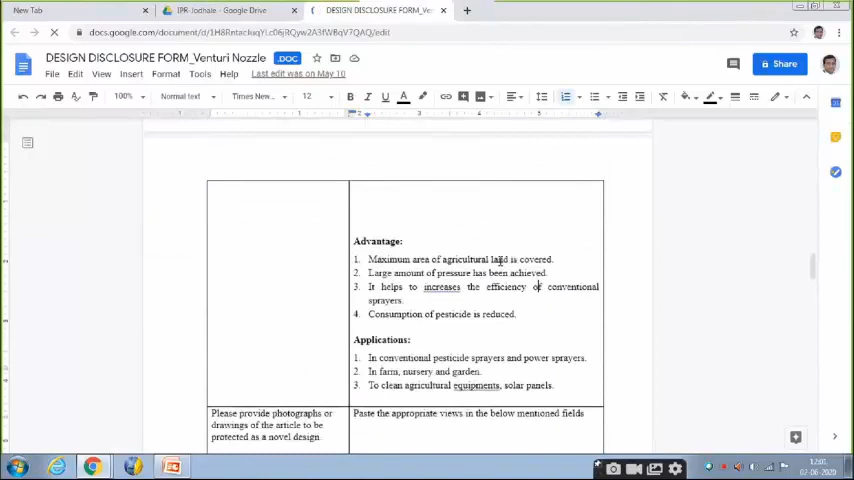 New Tab
IPR-Jodhale - Google Drive
DESIGN DISCLOSURE FORM_Ven
docs.google.com/document/d/1H8RntacIuqYLc06jRQyw2A3fWBqV7QAQ/edit
DESIGN DISCLOSURE FORM_Venturi Nozzle
.DOC
Share
File Edit View Insert Format Tools Help Last edit was on May 10
100% Normal text Times New... 12
Advantage:
1. Maximum area of agricultural land is covered.
2. Large amount of pressure has been achieved.
3. It helps to increases the efficiency of conventional
sprayers.
4. Consumption of pesticide is reduced.
Applications:
1. In conventional pesticide sprayers and power sprayers.
2. In farm, nursery and garden.
3. To clean agricultural equipments, solar panels.
Please provide photographs or
drawings of the article to be
protected as a novel design.
Paste the appropriate views in the below mentioned fields
12:01
02-06-2020